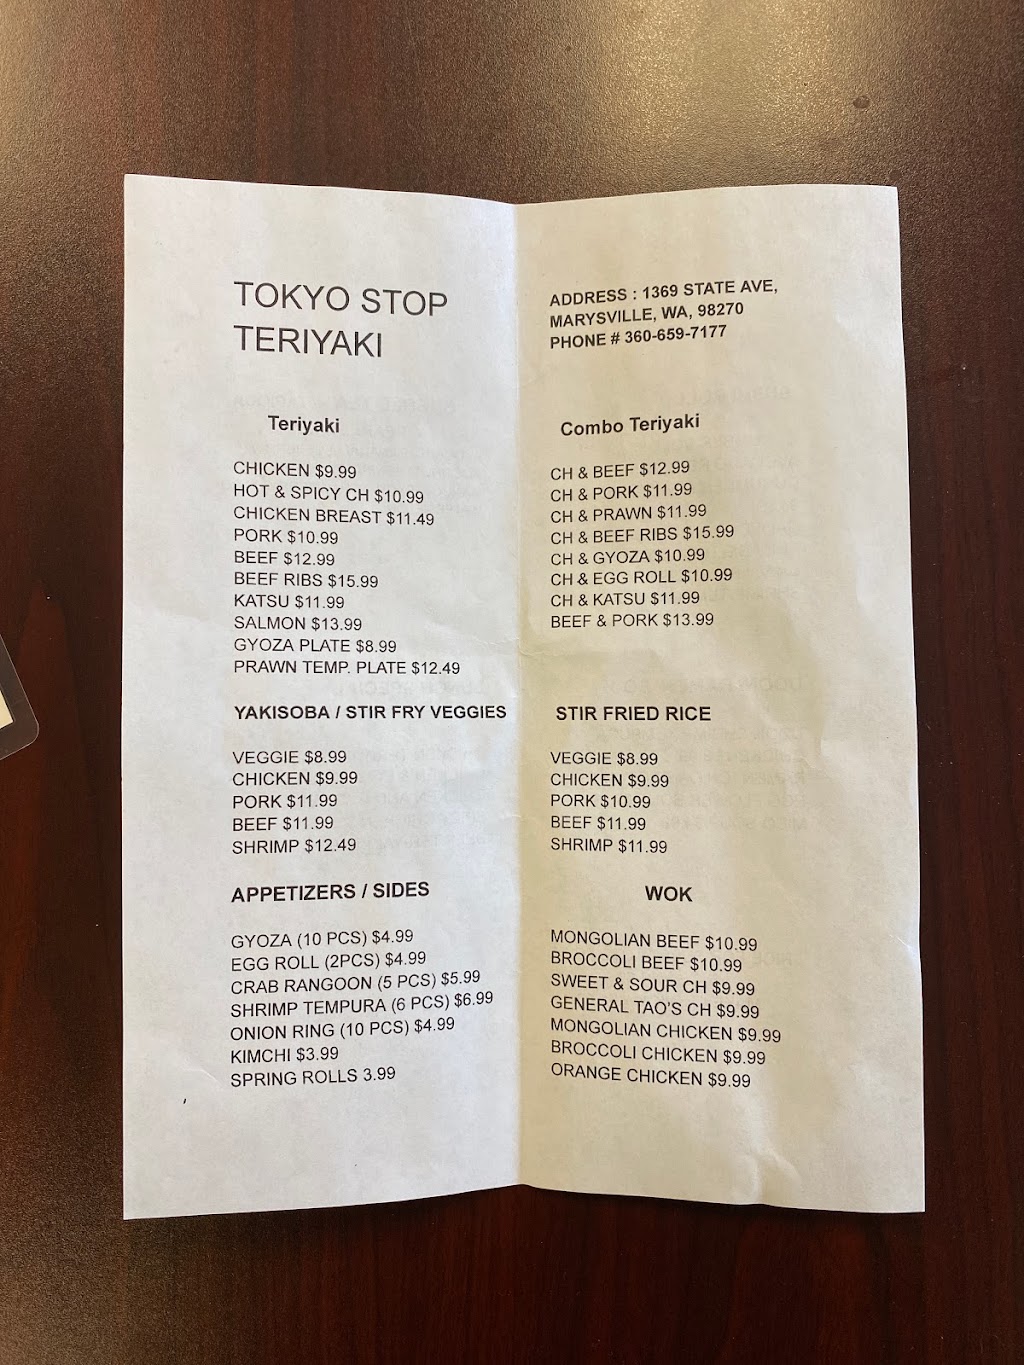 TOKYO STOP
TERIYAKI
ADDRESS : 1369 STATE AVE,
MARYSVILLE, WA, 98270
PHONE # 360-659-7177
Teriyaki
CHICKEN $9.99
HOT & SPICY CH $10.99
CHICKEN BREAST $11.49
PORK $10.99
BEEF $12.99
BEEF RIBS $15.99
KATSU $11.99
SALMON $13.99
GYOZA PLATE $8.99
PRAWN TEMP. PLATE $12.49
Combo Teriyaki
CH & BEEF $12.99
CH & PORK $11.99
CH & PRAWN $11.99
CH & BEEF RIBS $15.99
CH & GYOZA $10.99
CH & EGG ROLL $10.99
CH & KATSU $11.99
BEEF & PORK $13.99
YAKISOBA / STIR FRY VEGGIES
VEGGIE $8.99
CHICKEN $9.99
PORK $11.99
BEEF $11.99
SHRIMP $12.49
STIR FRIED RICE
VEGGIE $8.99
CHICKEN $9.99
PORK $10.99
BEEF $11.99
SHRIMP $11.99
APPETIZERS / SIDES
GYOZA (10 PCS) $4.99
EGG ROLL (2PCS) $4.99
CRAB RANGOON (5 PCS) $5.99
SHRIMP TEMPURA (6 PCS) $6.99
ONION RING (10 PCS) $4.99
KIMCHI $3.99
SPRING ROLLS 3.99
WOK
MONGOLIAN BEEF $10.99
BROCCOLI BEEF $10.99
SWEET & SOUR CH $9.99
GENERAL TAO'S CH $9.99
MONGOLIAN CHICKEN $9.99
BROCCOLI CHICKEN $9.99
ORANGE CHICKEN $9.99